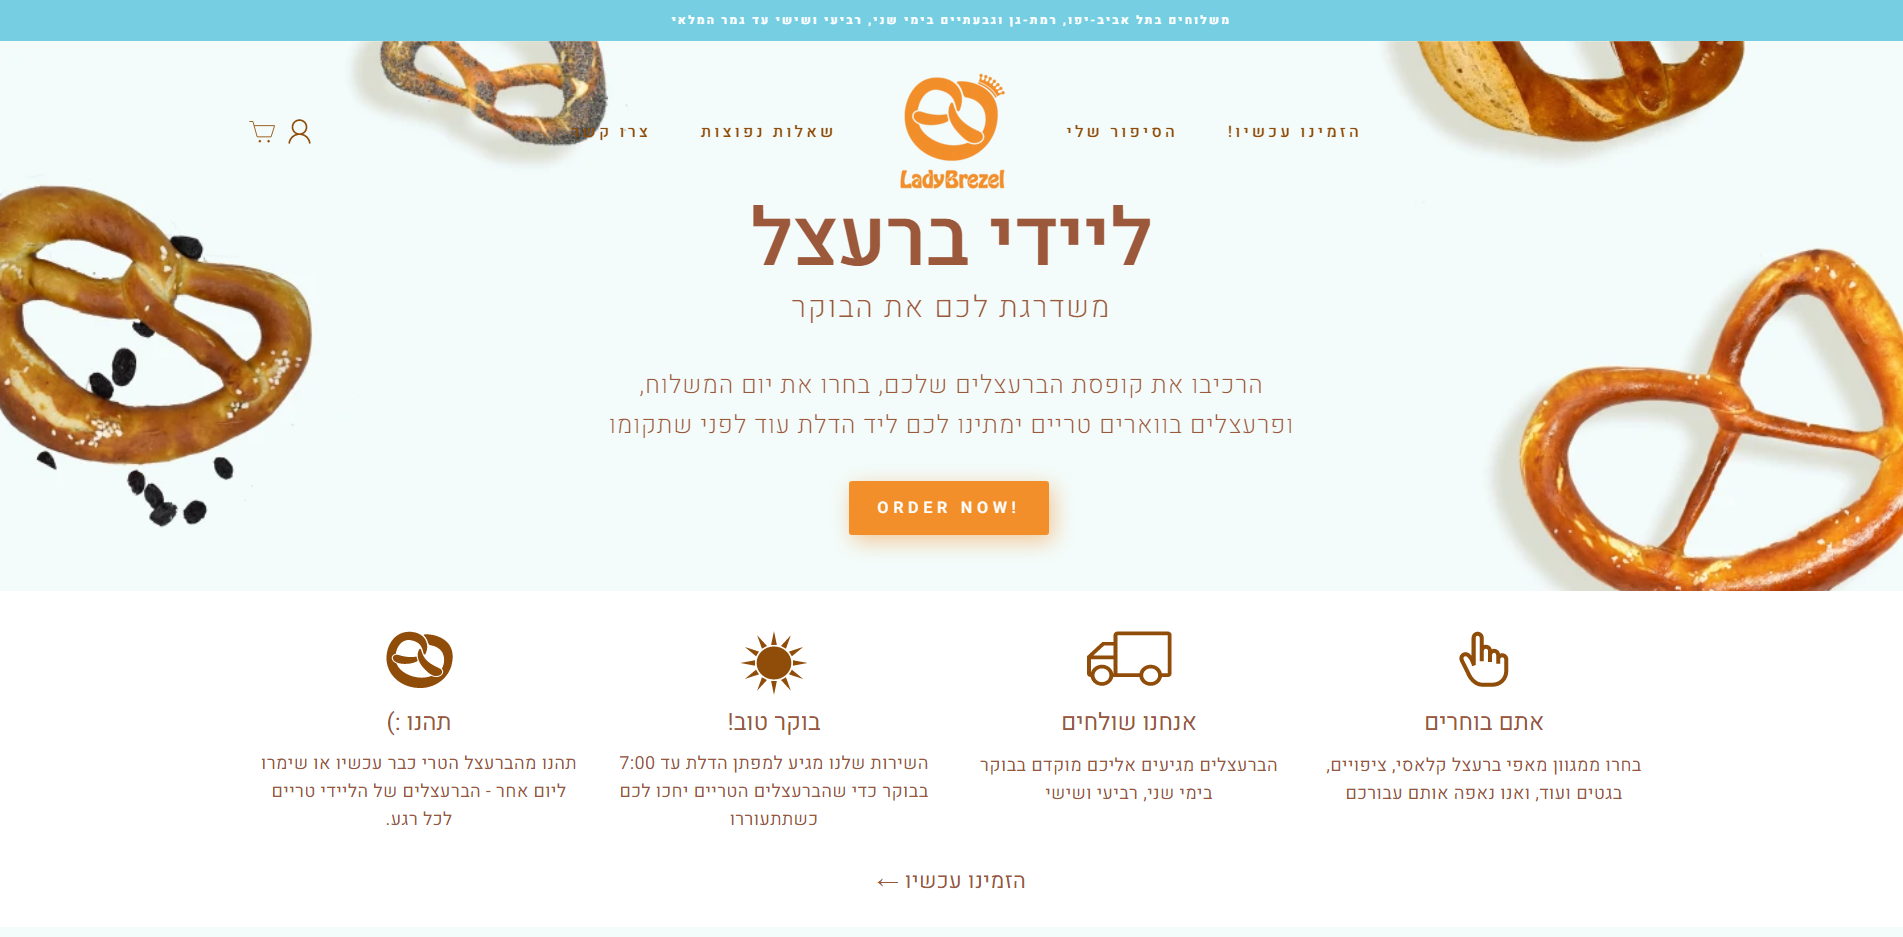 משלוחים בתל אביב-יפו, רמת-גן וגבעתיים בימי שני, רביעי ושישי עד גמר המלאי
הזמינו עכשיו!
הסיפור שלי
LadyBrezel
שאלות נפוצות
צרו קשר
ליידי ברעצל
משדרגת לכם את הבוקר
הרכיבו את קופסת הברעצלים שלכם, בחרו את יום המשלוח,
ופרעצלים בווארים טריים ימתינו לכם ליד הדלת עוד לפני שתקומו
ORDER NOW!
אתם בוחרים
בחרו ממגוון מאפי ברעצל קלאסי, ציפויים,
בגטים ועוד, ואנו נאפה אותם עבורכם
אנחנו שולחים
הברעצלים מגיעים אליכם מוקדם בבוקר
בימי שני, רביעי ושישי
בוקר טוב!
השירות שלנו מגיע למפתן הדלת עד 7:00
בבוקר כדי שהברעצלים הטריים יחכו לכם
כשתתעוררו
תהנו :)
תהנו מהברעצל הטרי כבר עכשיו או שימרו
ליום אחר - הברעצלים של הליידי טריים
לכל רגע.
הזמינו עכשיו ←